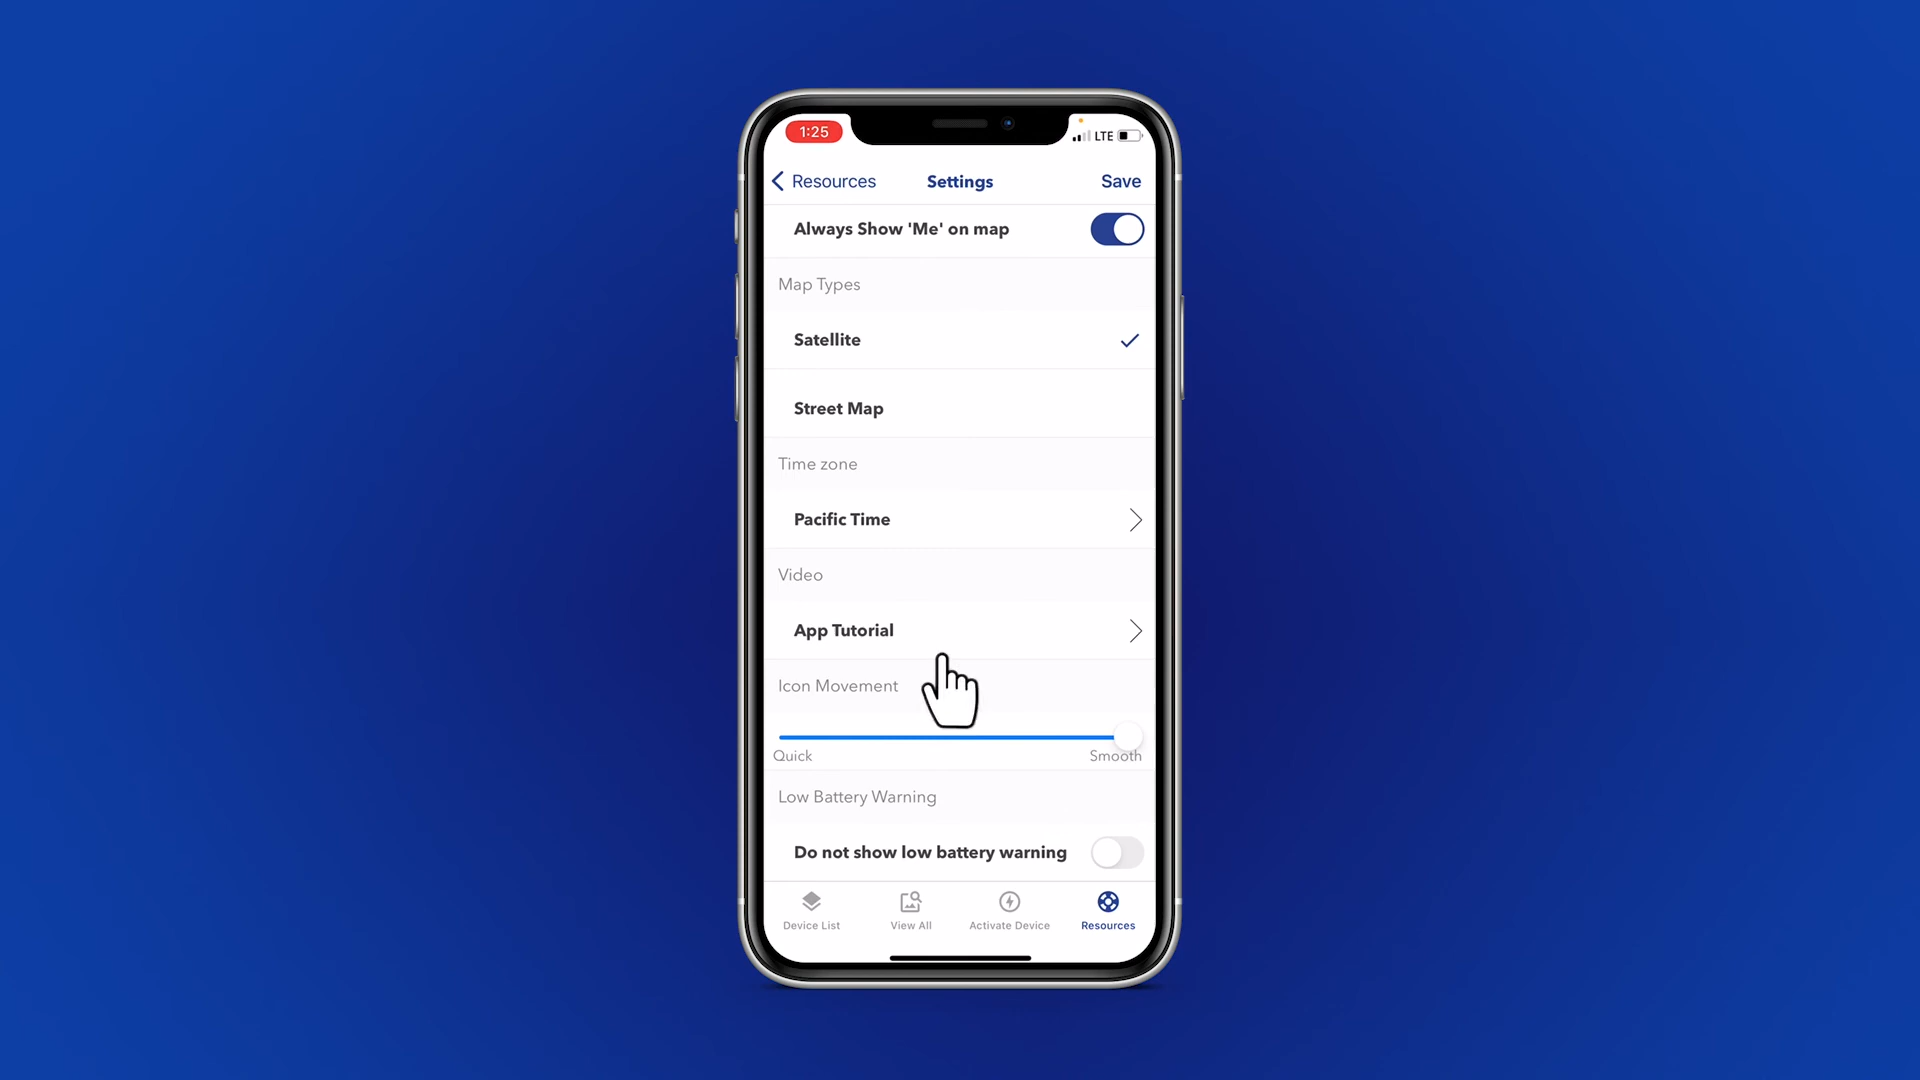 1:25
LTE
Resources
Settings
Save
Always Show 'Me' on map
Map Types
Satellite
Street Map
Time zone
Pacific Time
Video
App Tutorial
Icon Movement
Quick
Smooth
Low Battery Warning
Do not show low battery warning
Device List
View All
Activate Device
Resources